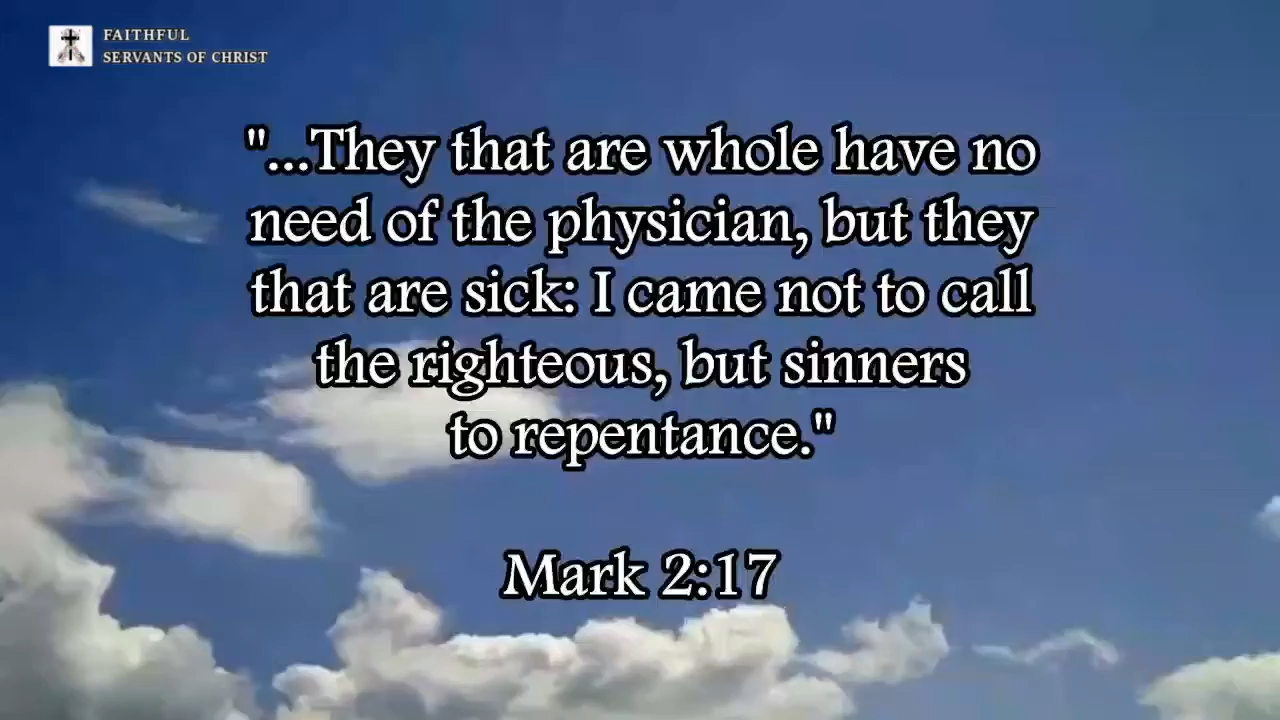 FAITHFUL
SERVANTS OF CHRIST
"...They that are whole have no
need of the physician, but they
that are sick: I came not to call
the righteous, but sinners
to repentance."
Mark 2:17